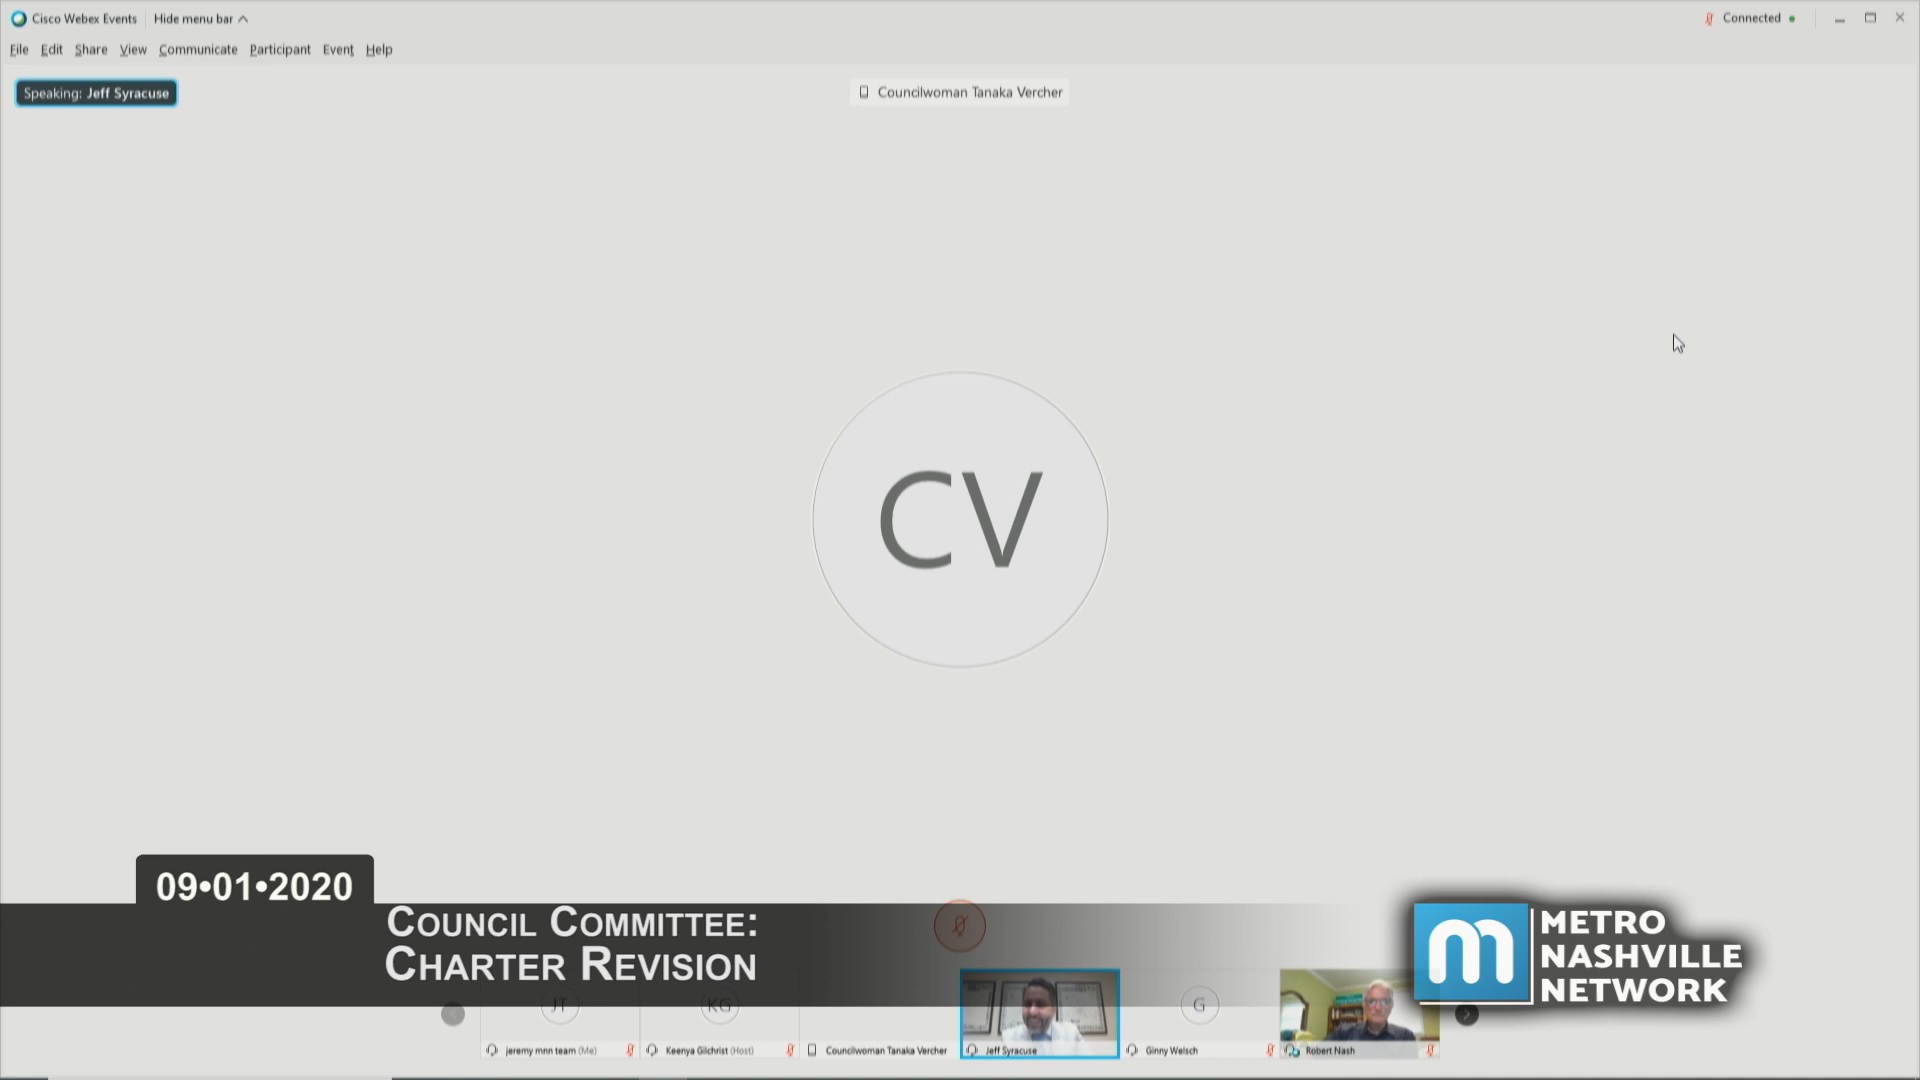 Cisco Webex Events
Hide menu bar
Connected
File Edit Share View Communicate Participant Event Help
Speaking: Jeff Syracuse
Councilwoman Tanaka Vercher
CV
09•01•2020
Council Committee:
Charter Revision
METRO
NASHVILLE
NETWORK
m
JT
KG
G
jeremy mnn team (Me)
Keenya Gilchrist (Host)
Councilwoman Tanaka Vercher
Jeff Syracuse
Ginny Welsch
Robert Nash